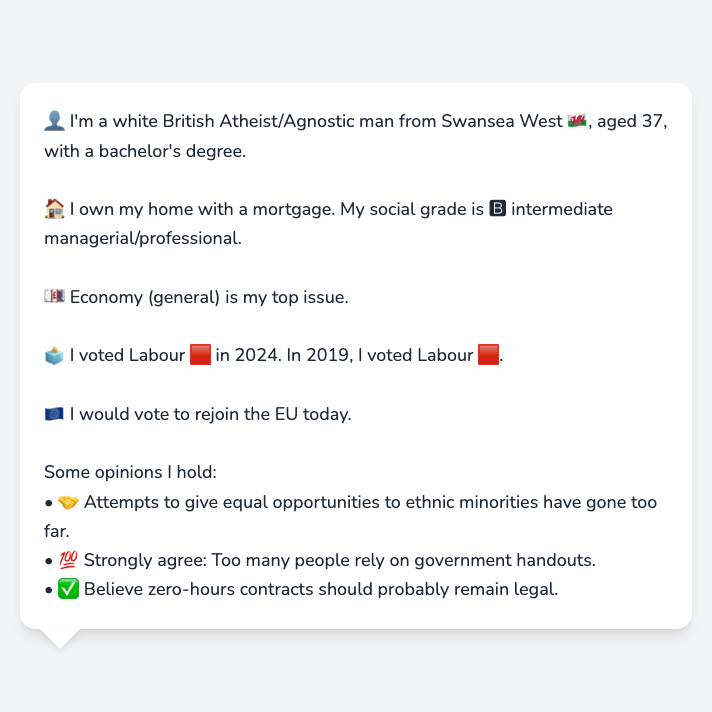 👤 I'm a white British Atheist/Agnostic man from Swansea West 🏴󠁧󠁢󠁷󠁬󠁳󠁿, aged 37,
with a bachelor's degree.
🏠 I own my home with a mortgage. My social grade is 🅱 intermediate
managerial/professional.
💷 Economy (general) is my top issue.
🗳️ I voted Labour 🟥 in 2024. In 2019, I voted Labour 🟥.
🇪🇺 I would vote to rejoin the EU today.
Some opinions I hold:
• 🤝 Attempts to give equal opportunities to ethnic minorities have gone too
far.
• 💯 Strongly agree: Too many people rely on government handouts.
• ✅ Believe zero-hours contracts should probably remain legal.